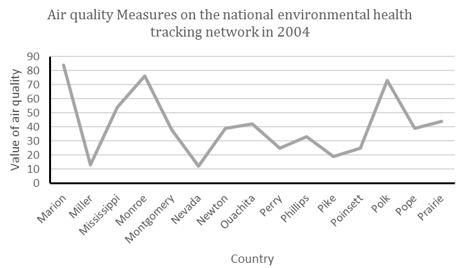 Air quality Measures on the national environmental health
tracking network in 2004
Value of air quality
90
80
70
60
50
40
30
20
10
0
Marion
Miller
Mississippi
Monroe
Montgomery
Nevada
Newton
Ouachita
Perry
Phillips
Pike
Poinsett
Polk
Pope
Prairie
Country